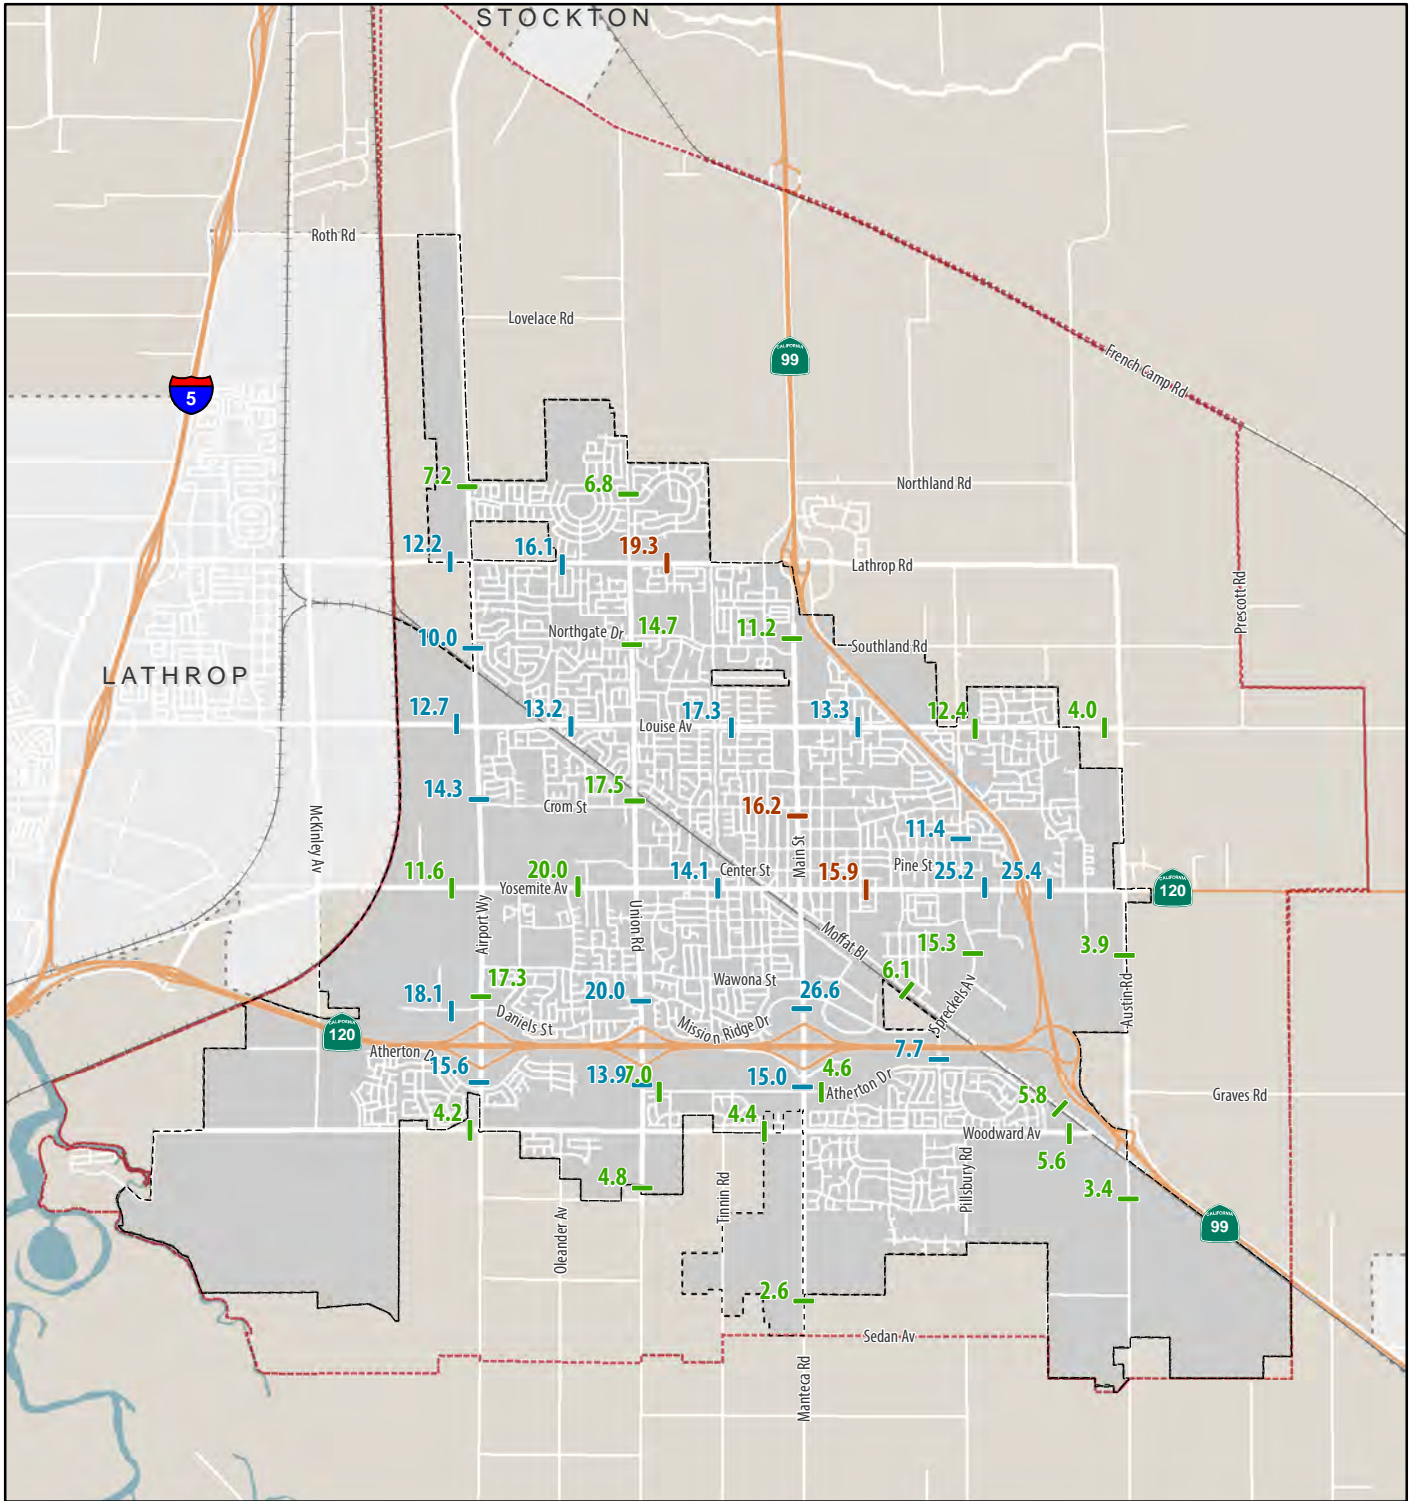 STOCKTON
Roth Rd
Lovelace Rd
CALIFORNIA
99
French Camp Rd
5
7.2
6.8
Northland Rd
12.2
16.1
19.3
Lathrop Rd
Prescott Rd
10.0
Northgate Dr
14.7
11.2
Southland Rd
LATHROP
12.7
13.2
Louise Av
17.3
13.3
12.4
4.0
14.3
Crom St
17.5
16.2
11.4
McKinley Av
Main St
11.6
20.0
Yosemite Av
14.1
Center St
15.9
Pine St
25.2
25.4
CALIFORNIA
120
Airport Wy
Union Rd
Moffat Bl
15.3
3.9
17.3
18.1
Daniels St
20.0
Wawona St
26.6
6.1
Spreckels Av
Austin Rd
CALIFORNIA
120
Mission Ridge Dr
Atherton D
15.6
13.9
7.0
15.0
4.6
7.7
Atherton Dr
5.8
Graves Rd
4.2
4.4
Woodward Av
5.6
4.8
Tinnin Rd
Pillsbury Rd
3.4
Oleander Av
CALIFORNIA
99
2.6
Sedan Av
Manteca Rd